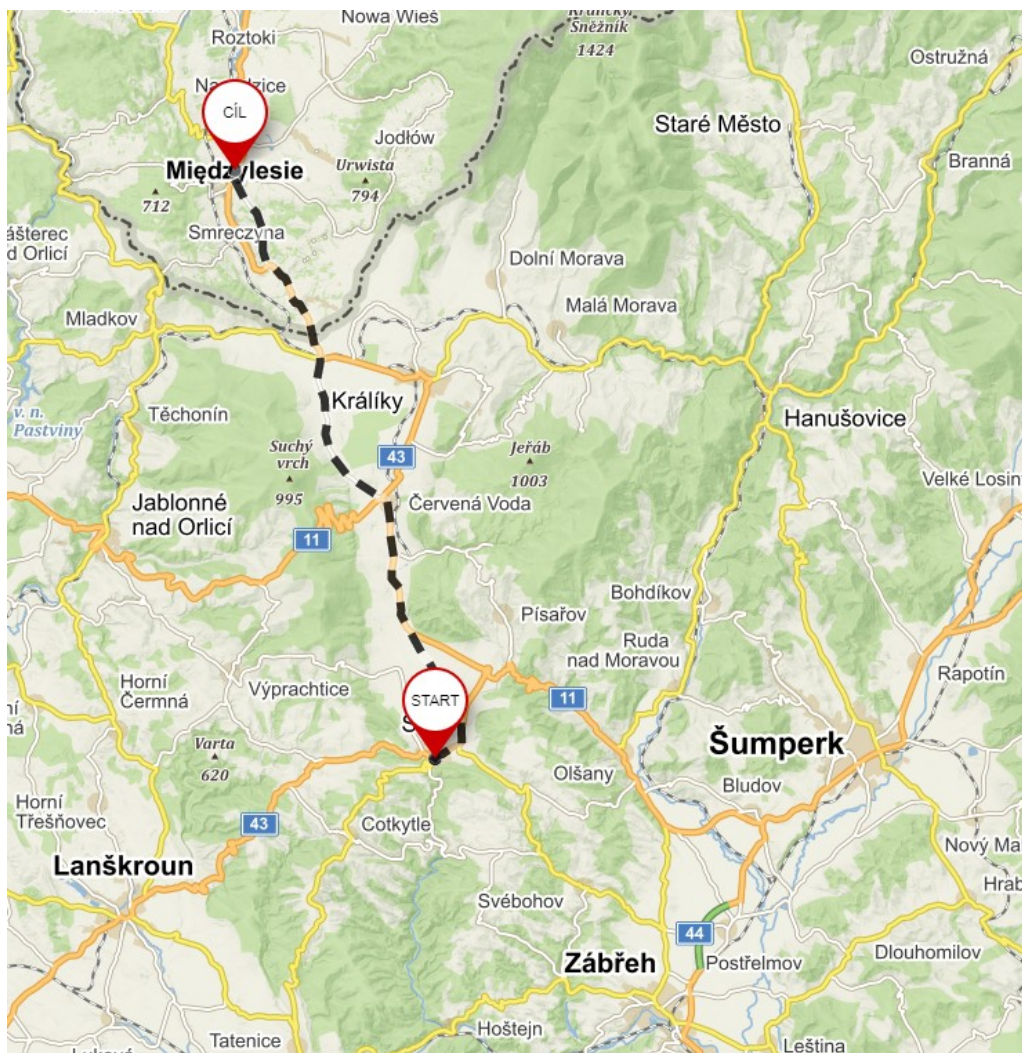 Králický
Sněžník
1424
Nowa Wieś
Roztoki
Ostružná
CÍL
Jodłów
Staré Město
Branná
Międzylesie
Urwista
794
712
Smreczyna
d Orlicí
Dolní Morava
Malá Morava
Mladkov
Králíky
Těchonín
v. n.
Pastviny
Hanušovice
Suchý
vrch
995
43
Jeřáb
1003
Velké Losin
Jablonné
nad Orlicí
Červená Voda
11
Bohdíkov
Písařov
Ruda
nad Moravou
Rapotín
Horní
Čermná
Výprachtice
START
11
Varta
620
Šumperk
Olšany
Bludov
Horní
Třešňovec
43
Cotkytle
Nový Ma
Lanškroun
Hrab
Svébohov
44
Zábřeh
Postřelmov
Dlouhomilov
Hoštejn
Tatenice
Leština